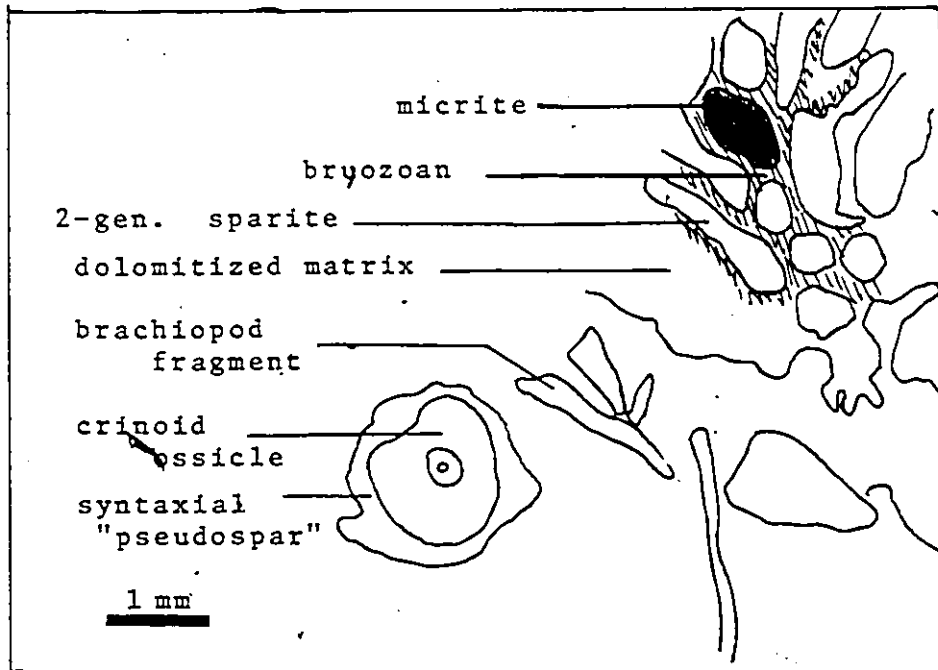 micrite
bryozoan
2-gen. sparite
dolomitized matrix
brachiopod
fragment
crinoid
ossicle
syntaxial
"pseudospar"
1 mm